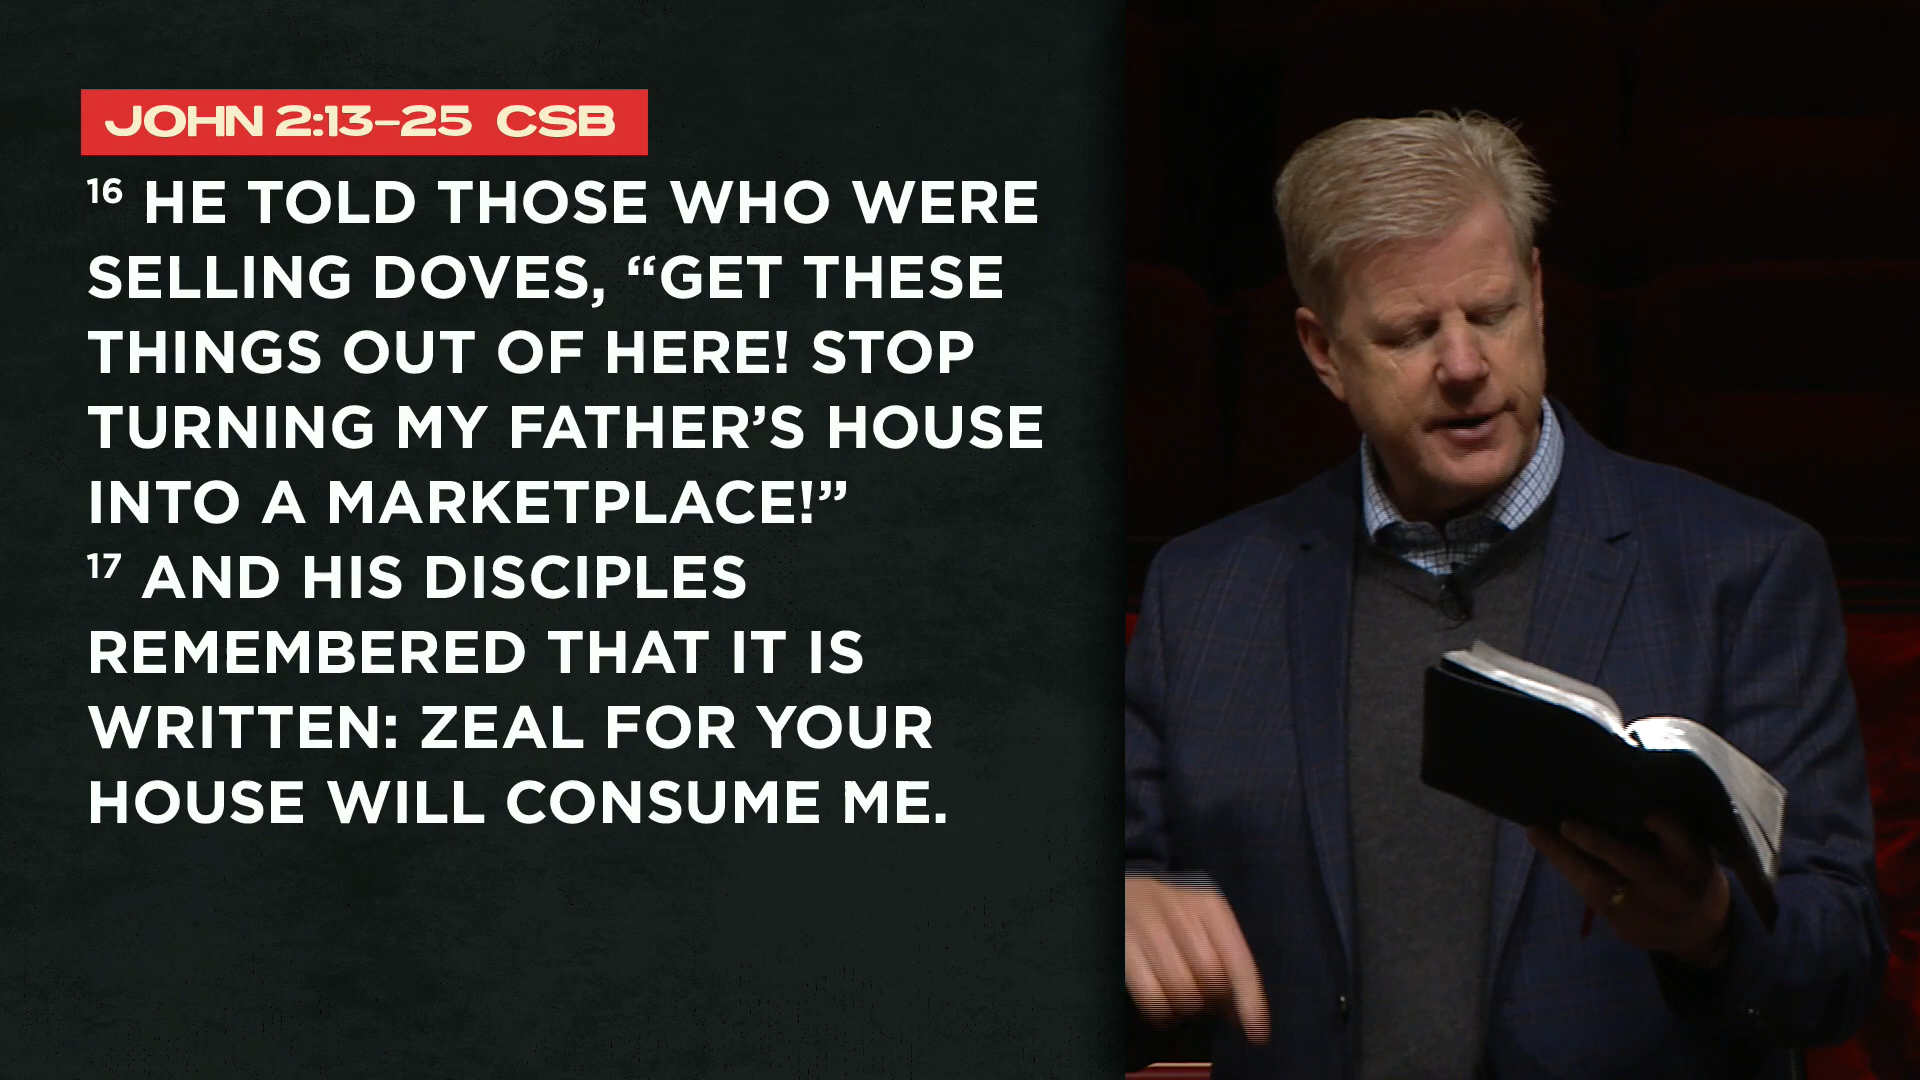 JOHN 2:13–25 CSB
16 HE TOLD THOSE WHO WERE
SELLING DOVES, “GET THESE
THINGS OUT OF HERE! STOP
TURNING MY FATHER’S HOUSE
INTO A MARKETPLACE!”
17 AND HIS DISCIPLES
REMEMBERED THAT IT IS
WRITTEN: ZEAL FOR YOUR
HOUSE WILL CONSUME ME.